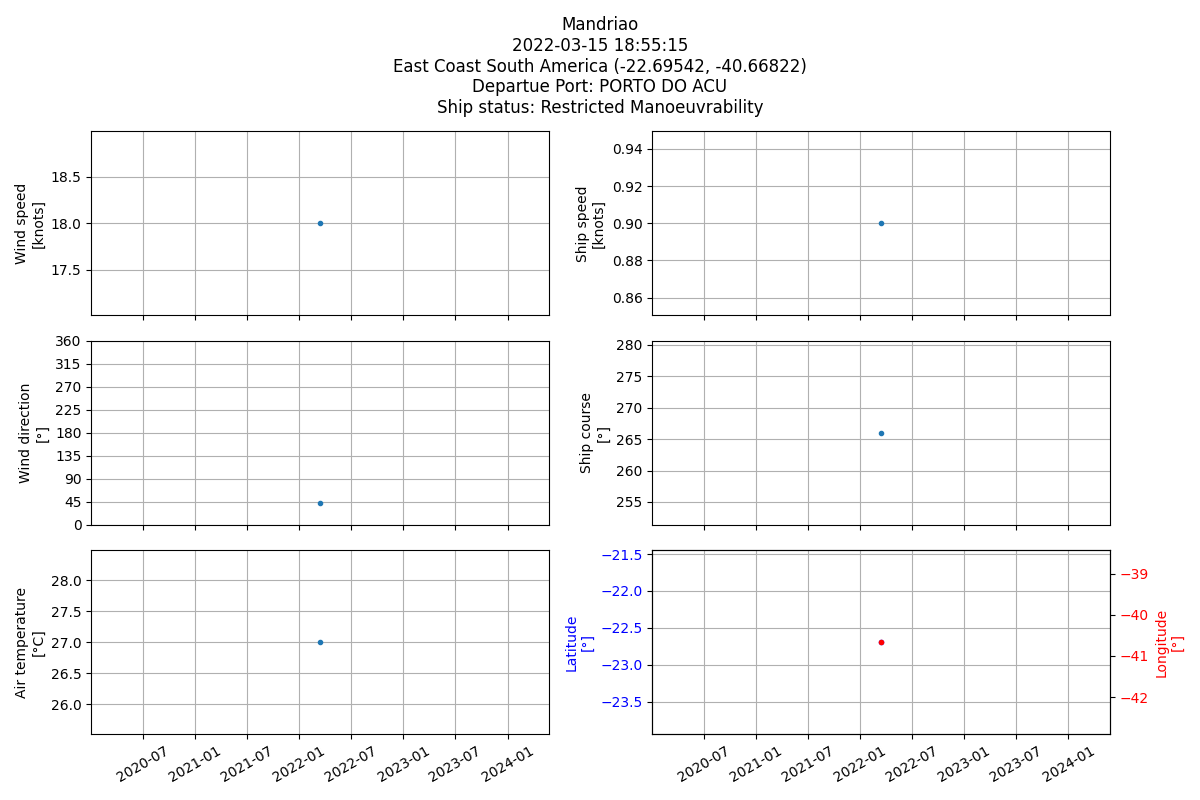 Mandriao
2022-03-15 18:55:15
East Coast South America (-22.69542, -40.66822)
Departue Port: PORTO DO ACU
Ship status: Restricted Manoeuvrability
Wind speed
[knots]
18.5
18.0
17.5
Ship speed
[knots]
0.94
0.92
0.90
0.88
0.86
Wind direction
[°]
360
315
270
225
180
135
90
45
0
Ship course
[°]
280
275
270
265
260
255
Air temperature
[°C]
28.0
27.5
27.0
26.5
26.0
2020-07 2021-01 2021-07 2022-01 2022-07 2023-01 2023-07 2024-01
Latitude
[°]
−21.5
−22.0
−22.5
−23.0
−23.5
−39
−40
−41
−42
Longitude
[°]
2020-07 2021-01 2021-07 2022-01 2022-07 2023-01 2023-07 2024-01